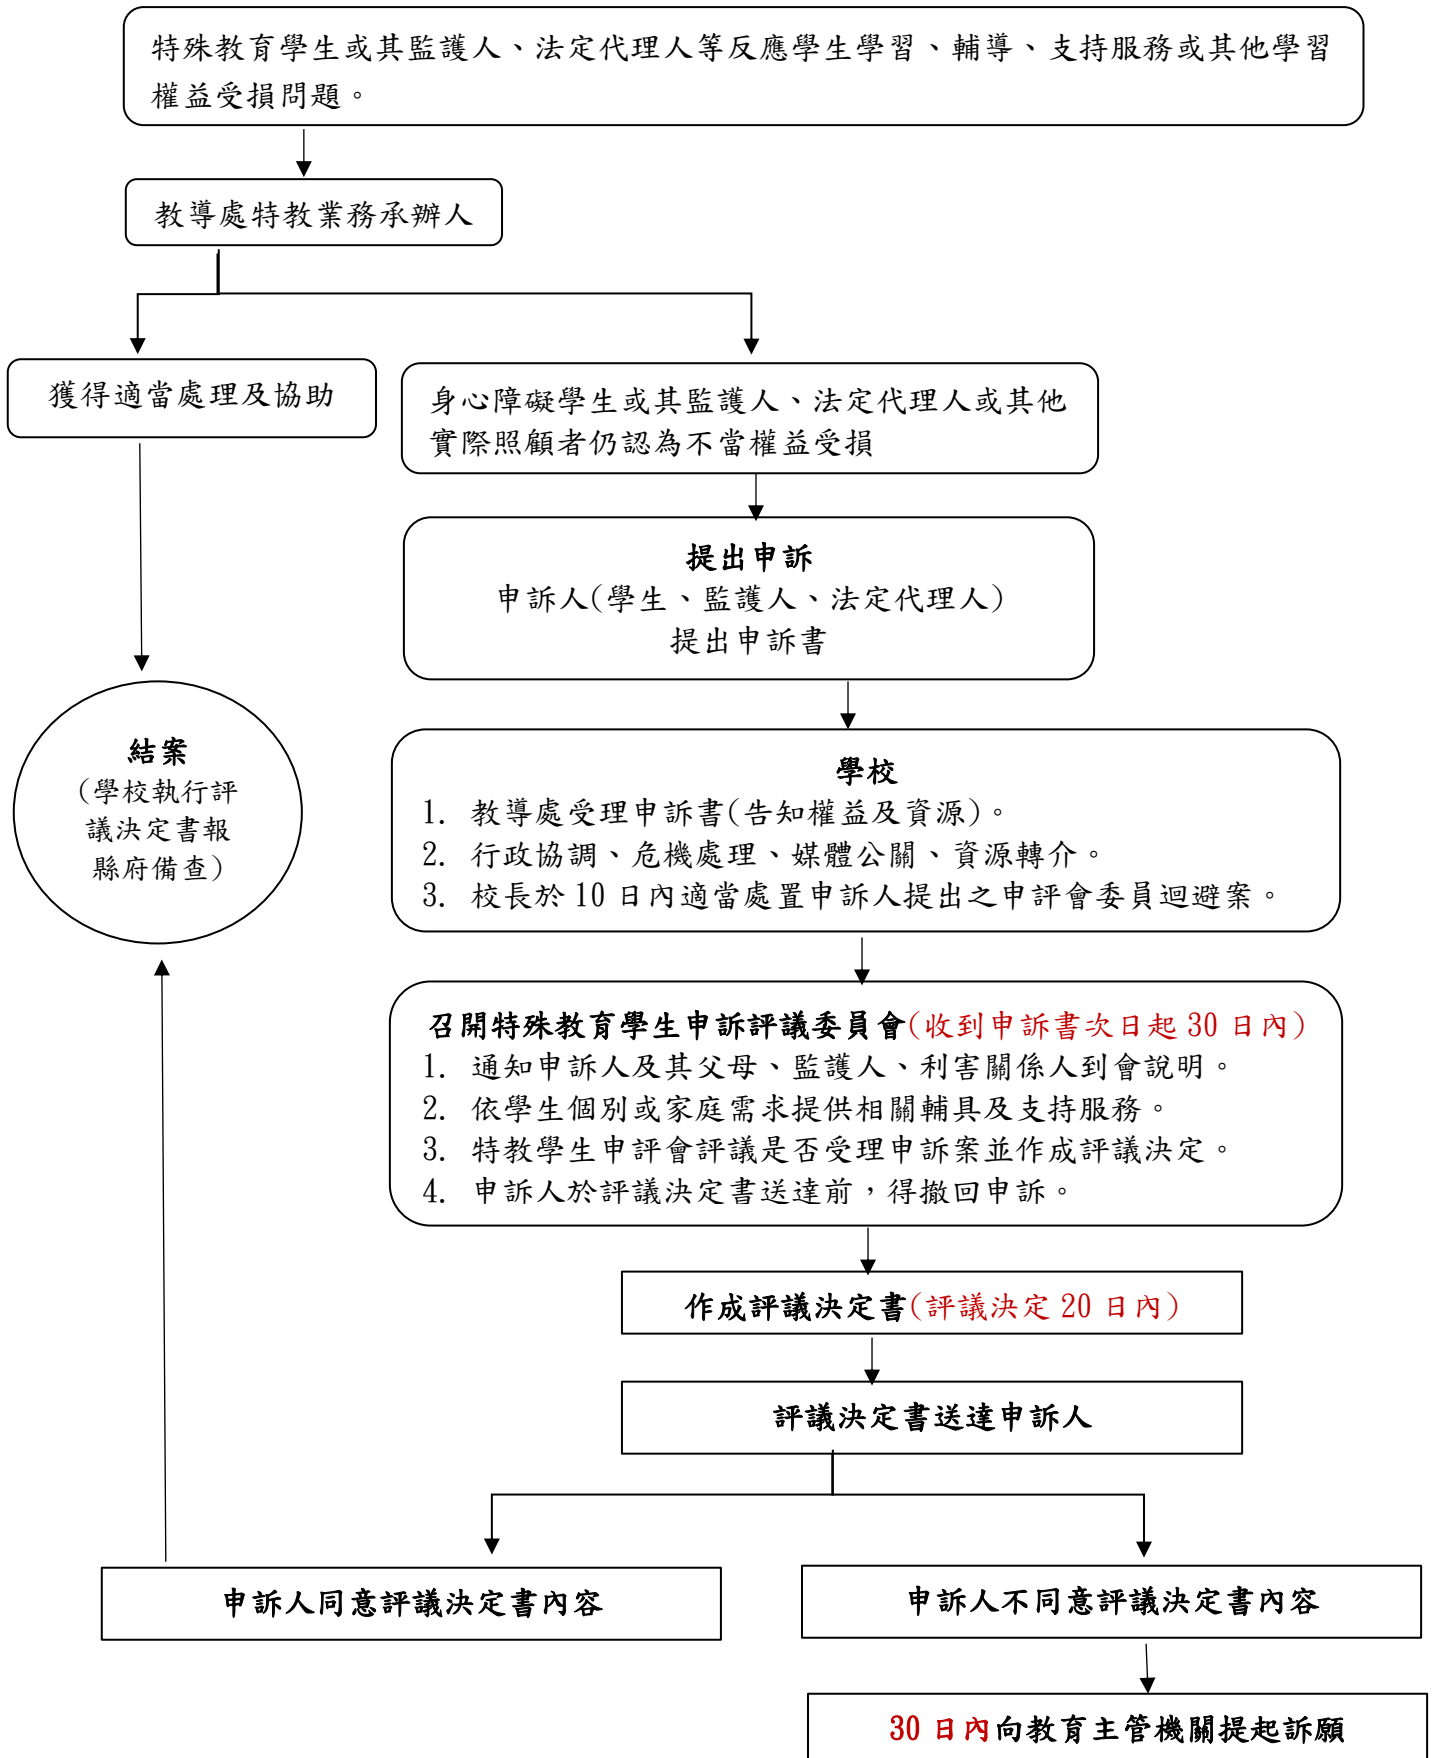 特殊教育學生或其監護人、法定代理人等反應學生學習、輔導、支持服務或其他學習
權益受損問題。
教導處特教業務承辦人
獲得適當處理及協助
身心障礙學生或其監護人、法定代理人或其他
實際照顧者仍認為不當權益受損
提出申訴
申訴人(學生、監護人、法定代理人)
提出申訴書
結案
(學校執行評
議決定書報
縣府備查)
學校
1. 教導處受理申訴書(告知權益及資源)。
2. 行政協調、危機處理、媒體公關、資源轉介。
3. 校長於 10 日內適當處置申訴人提出之申評會委員迴避案。
召開特殊教育學生申訴評議委員會(收到申訴書次日起 30 日內)
1. 通知申訴人及其父母、監護人、利害關係人到會說明。
2. 依學生個別或家庭需求提供相關輔具及支持服務。
3. 特教學生申評會評議是否受理申訴案並作成評議決定。
4. 申訴人於評議決定書送達前，得撤回申訴。
作成評議決定書(評議決定 20 日內)
評議決定書送達申訴人
申訴人同意評議決定書內容
申訴人不同意評議決定書內容
30 日內向教育主管機關提起訴願